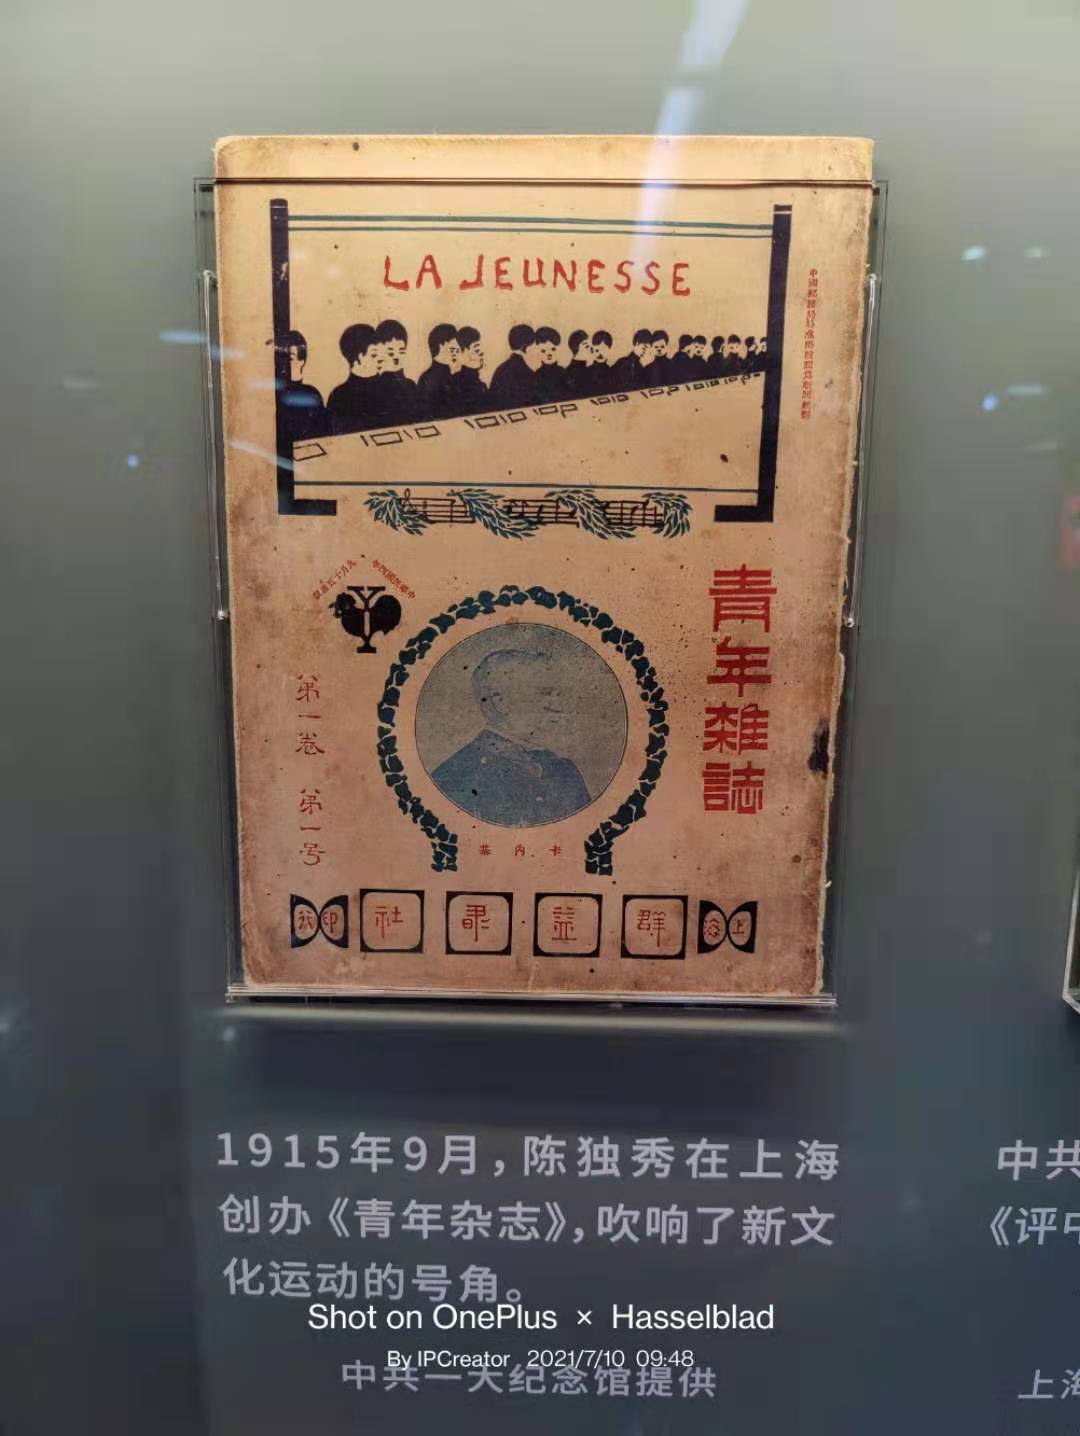 LA JEUNESSE
青年雜誌
第一卷 第一号
卡内基
上海
群益書社
印行
1915年9月，陈独秀在上海
创办《青年杂志》，吹响了新文
化运动的号角。
中共一大纪念馆提供
中共
《评中
上海
Shot on OnePlus × Hasselblad
By IPCreator 2021/7/10 09:48